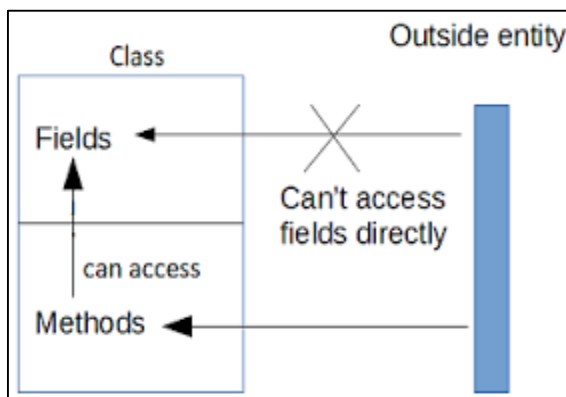 Outside entity
Class
Fields
Can't access
fields directly
can access
Methods